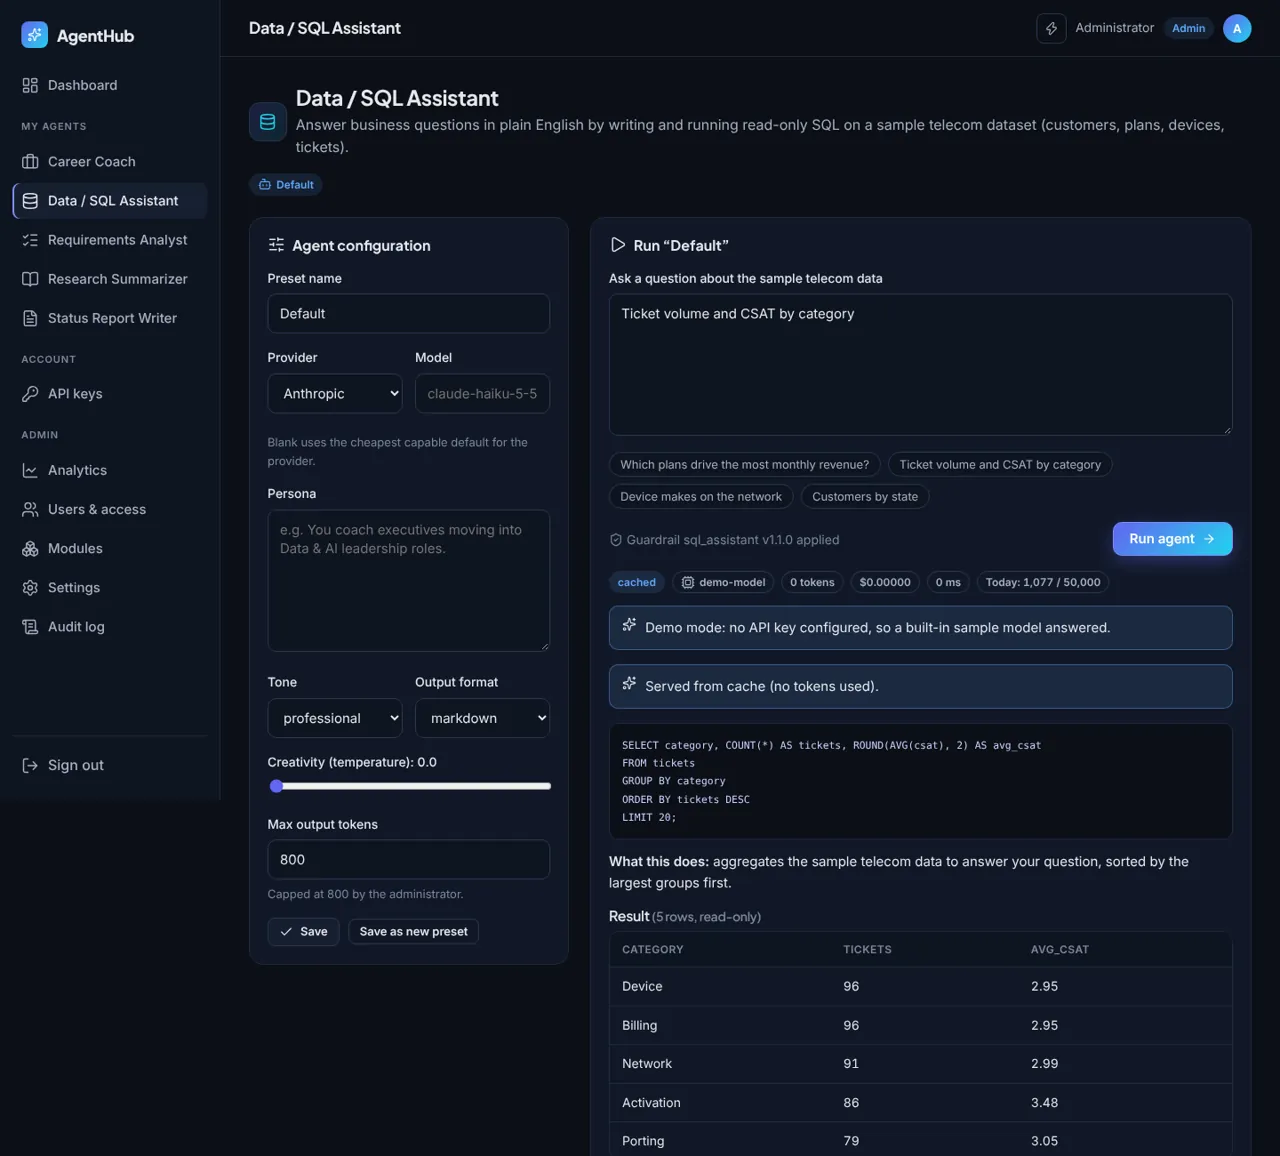 AgentHub
Dashboard
MY AGENTS
Career Coach
Data / SQL Assistant
Requirements Analyst
Research Summarizer
Status Report Writer
ACCOUNT
API keys
ADMIN
Analytics
Users & access
Modules
Settings
Audit log
Sign out
Data / SQL Assistant
Administrator
Admin
A
Data / SQL Assistant
Answer business questions in plain English by writing and running read-only SQL on a sample telecom dataset (customers, plans, devices,
tickets).
Default
Agent configuration
Preset name
Default
Provider Model
Anthropic claude-haiku-5-5
Blank uses the cheapest capable default for the
provider.
Persona
e.g. You coach executives moving into
Data & AI leadership roles.
Tone Output format
professional markdown
Creativity (temperature): 0.0
Max output tokens
800
Capped at 800 by the administrator.
Save Save as new preset
Run “Default”
Ask a question about the sample telecom data
Ticket volume and CSAT by category
Which plans drive the most monthly revenue? Ticket volume and CSAT by category
Device makes on the network Customers by state
Guardrail sql_assistant v1.1.0 applied
Run agent
cached demo-model 0 tokens $0.00000 0 ms Today: 1,077 / 50,000
Demo mode: no API key configured, so a built-in sample model answered.
Served from cache (no tokens used).
SELECT category, COUNT(*) AS tickets, ROUND(AVG(csat), 2) AS avg_csat
FROM tickets
GROUP BY category
ORDER BY tickets DESC
LIMIT 20;
What this does: aggregates the sample telecom data to answer your question, sorted by the
largest groups first.
Result (5 rows, read-only)
CATEGORY TICKETS AVG_CSAT
Device 96 2.95
Billing 96 2.95
Network 91 2.99
Activation 86 3.48
Porting 79 3.05